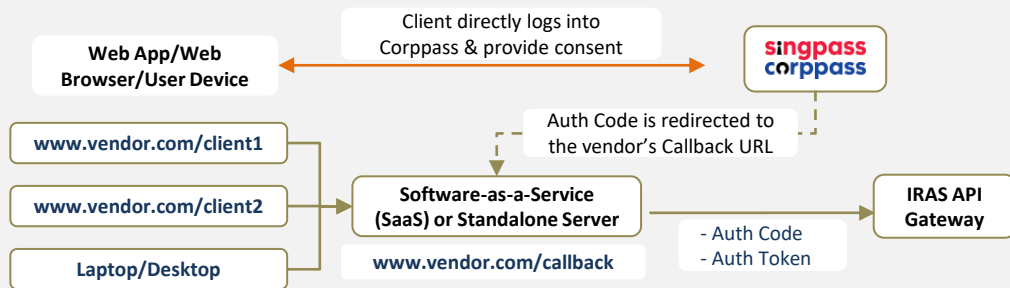 Client directly logs into
Corppass & provide consent
Web App/Web
Browser/User Device
singpass
corppass
www.vendor.com/client1
Auth Code is redirected to
the vendor’s Callback URL
www.vendor.com/client2
Software-as-a-Service
(SaaS) or Standalone Server
IRAS API
Gateway
- Auth Code
- Auth Token
Laptop/Desktop
www.vendor.com/callback